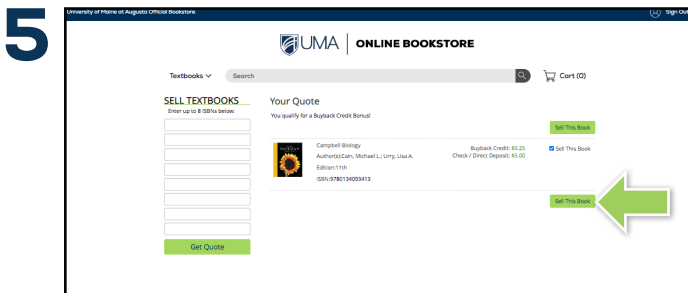 5
University of Maine at Augusta Official Bookstore
Sign Out
UMA | ONLINE BOOKSTORE
Textbooks
Search
Cart (0)
SELL TEXTBOOKS
Enter up to 8 ISBNs below:
Get Quote
Your Quote
You qualify for a Buyback Credit Bonus!
Sell This Book
Campbell Biology
Author(s):Cain, Michael L.; Urry, Lisa A.
Edition:11th
ISBN:9780134093413
Buyback Credit: $5.25
Check / Direct Deposit: $5.00
Sell This Book
Sell This Book